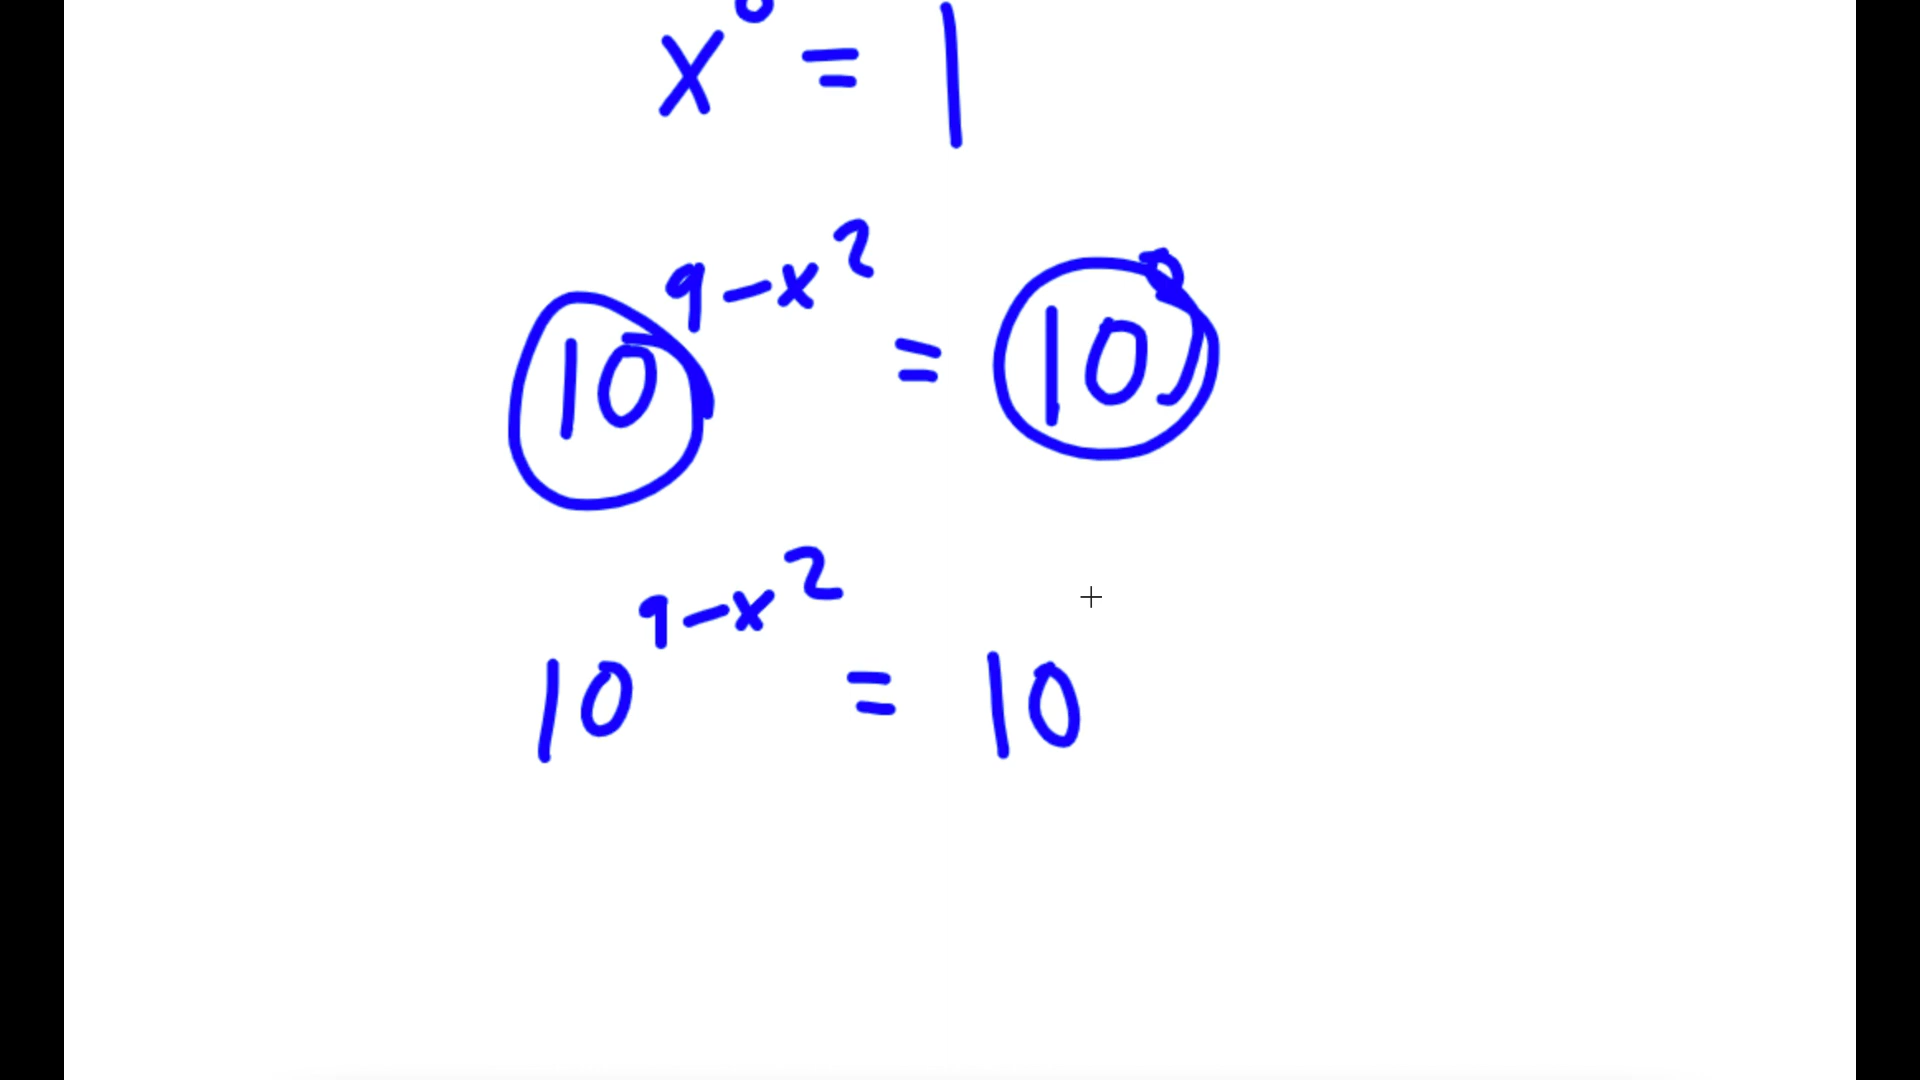 x⁰ = 1
10^(9-x²) = 10⁰
10^(9-x²) = 10